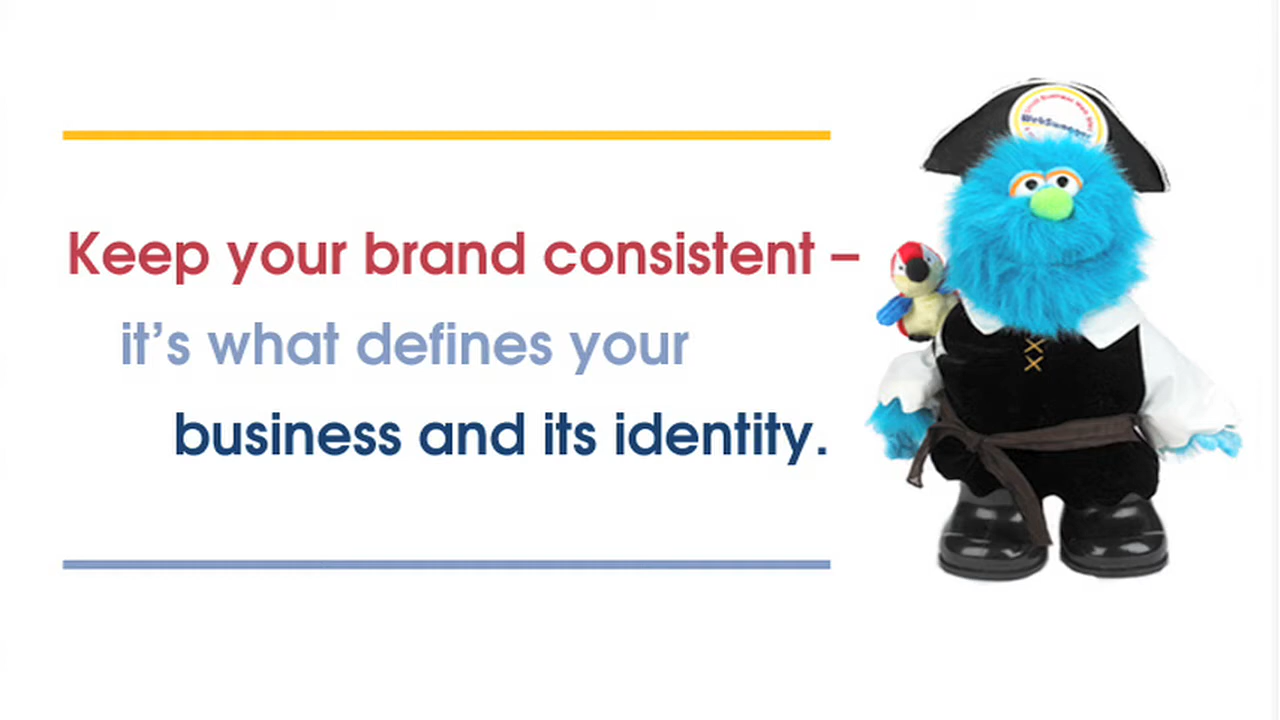 Keep your brand consistent –
it's what defines your
business and its identity.